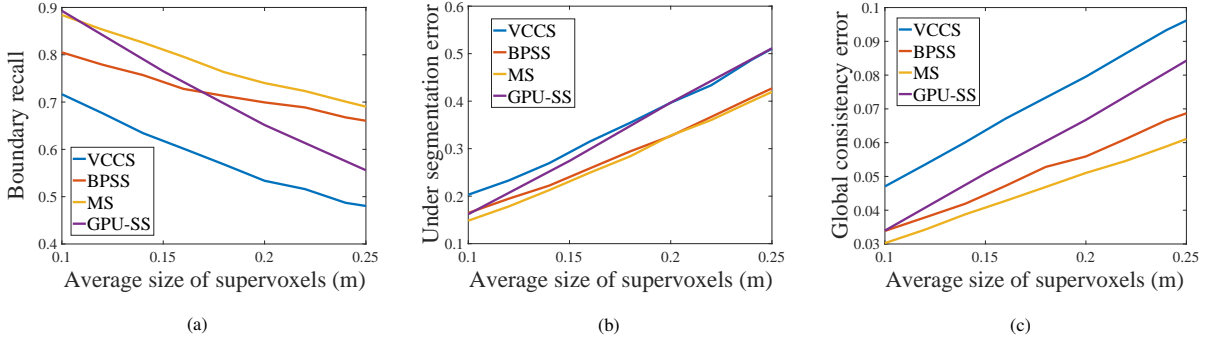 Boundary recall
0.9
0.8
0.7
0.6
0.5
0.4
VCCS
BPSS
MS
GPU-SS
0.1 0.15 0.2 0.25
Average size of supervoxels (m)
(a)
Under segmentation error
0.6
0.5
0.4
0.3
0.2
0.1
VCCS
BPSS
MS
GPU-SS
0.1 0.15 0.2 0.25
Average size of supervoxels (m)
(b)
Global consistency error
0.1
0.09
0.08
0.07
0.06
0.05
0.04
0.03
VCCS
BPSS
MS
GPU-SS
0.1 0.15 0.2 0.25
Average size of supervoxels (m)
(c)